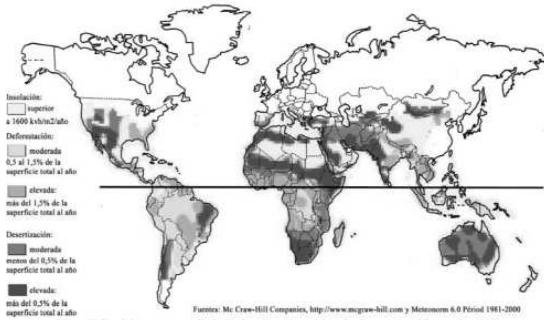 Insolación:
superior
a 1600 kvh/m2/año
Deforestación:
moderada
0,5 al 1,5% de la
superficie total al año
elevada:
más del 1,5% de la
superficie total al año
Desertización:
moderada
menos del 0,5% de la
superficie total al año
elevada:
más del 0,5% de la
superficie total al año
Fuentes: Mc Craw-Hill Companies, http://www.mcgraw-hill.com y Meteonorm 6.0 Périod 1981-2000